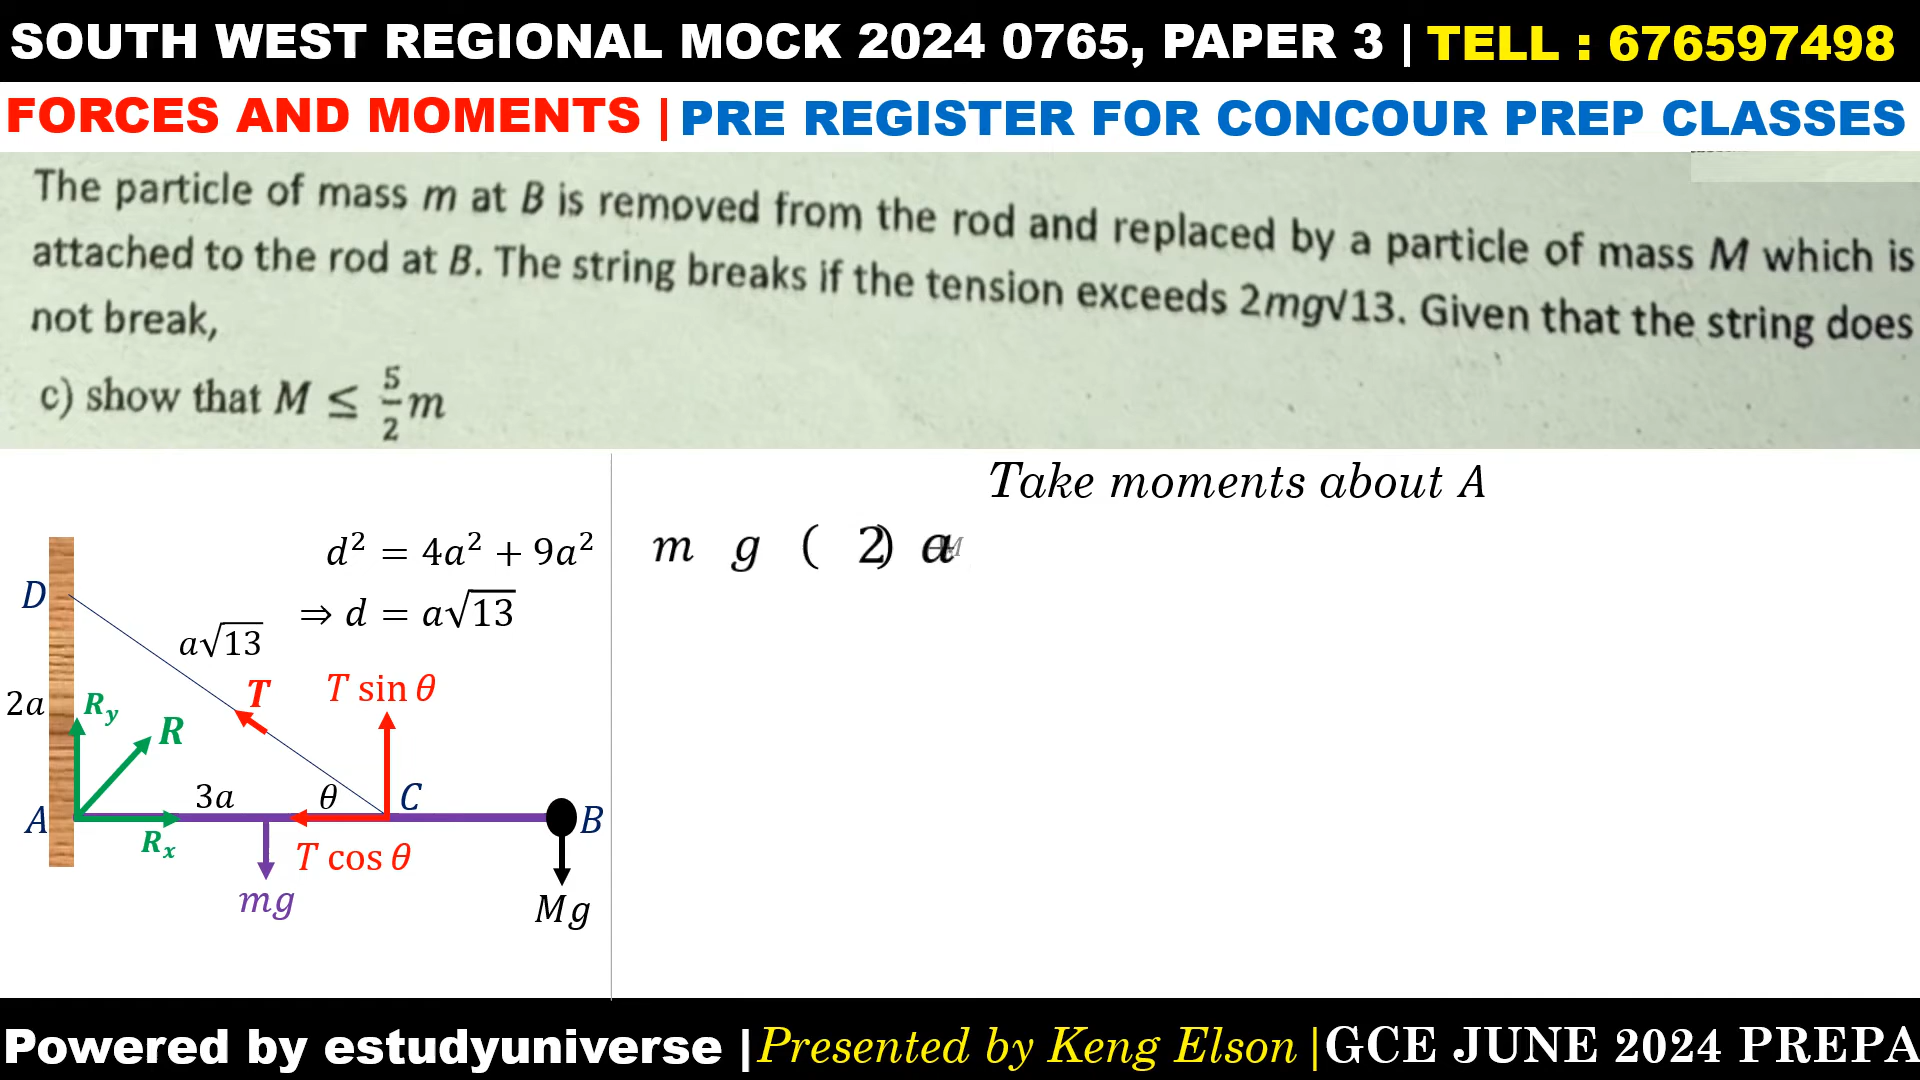 SOUTH WEST REGIONAL MOCK 2024 0765, PAPER 3 | TELL : 676597498
FORCES AND MOMENTS | PRE REGISTER FOR CONCOUR PREP CLASSES
The particle of mass m at B is removed from the rod and replaced by a particle of mass M which is
attached to the rod at B. The string breaks if the tension exceeds 2mg√13. Given that the string does
not break,
c) show that M ≤ 5/2 m
Take moments about A
m g ( 2) a
d² = 4a² + 9a²
⇒ d = a√13
D
a√13
2a
R_y
R
T
T sin θ
A
3a
θ
C
B
R_x
T cos θ
mg
Mg
Powered by estudyuniverse | Presented by Keng Elson | GCE JUNE 2024 PREPA